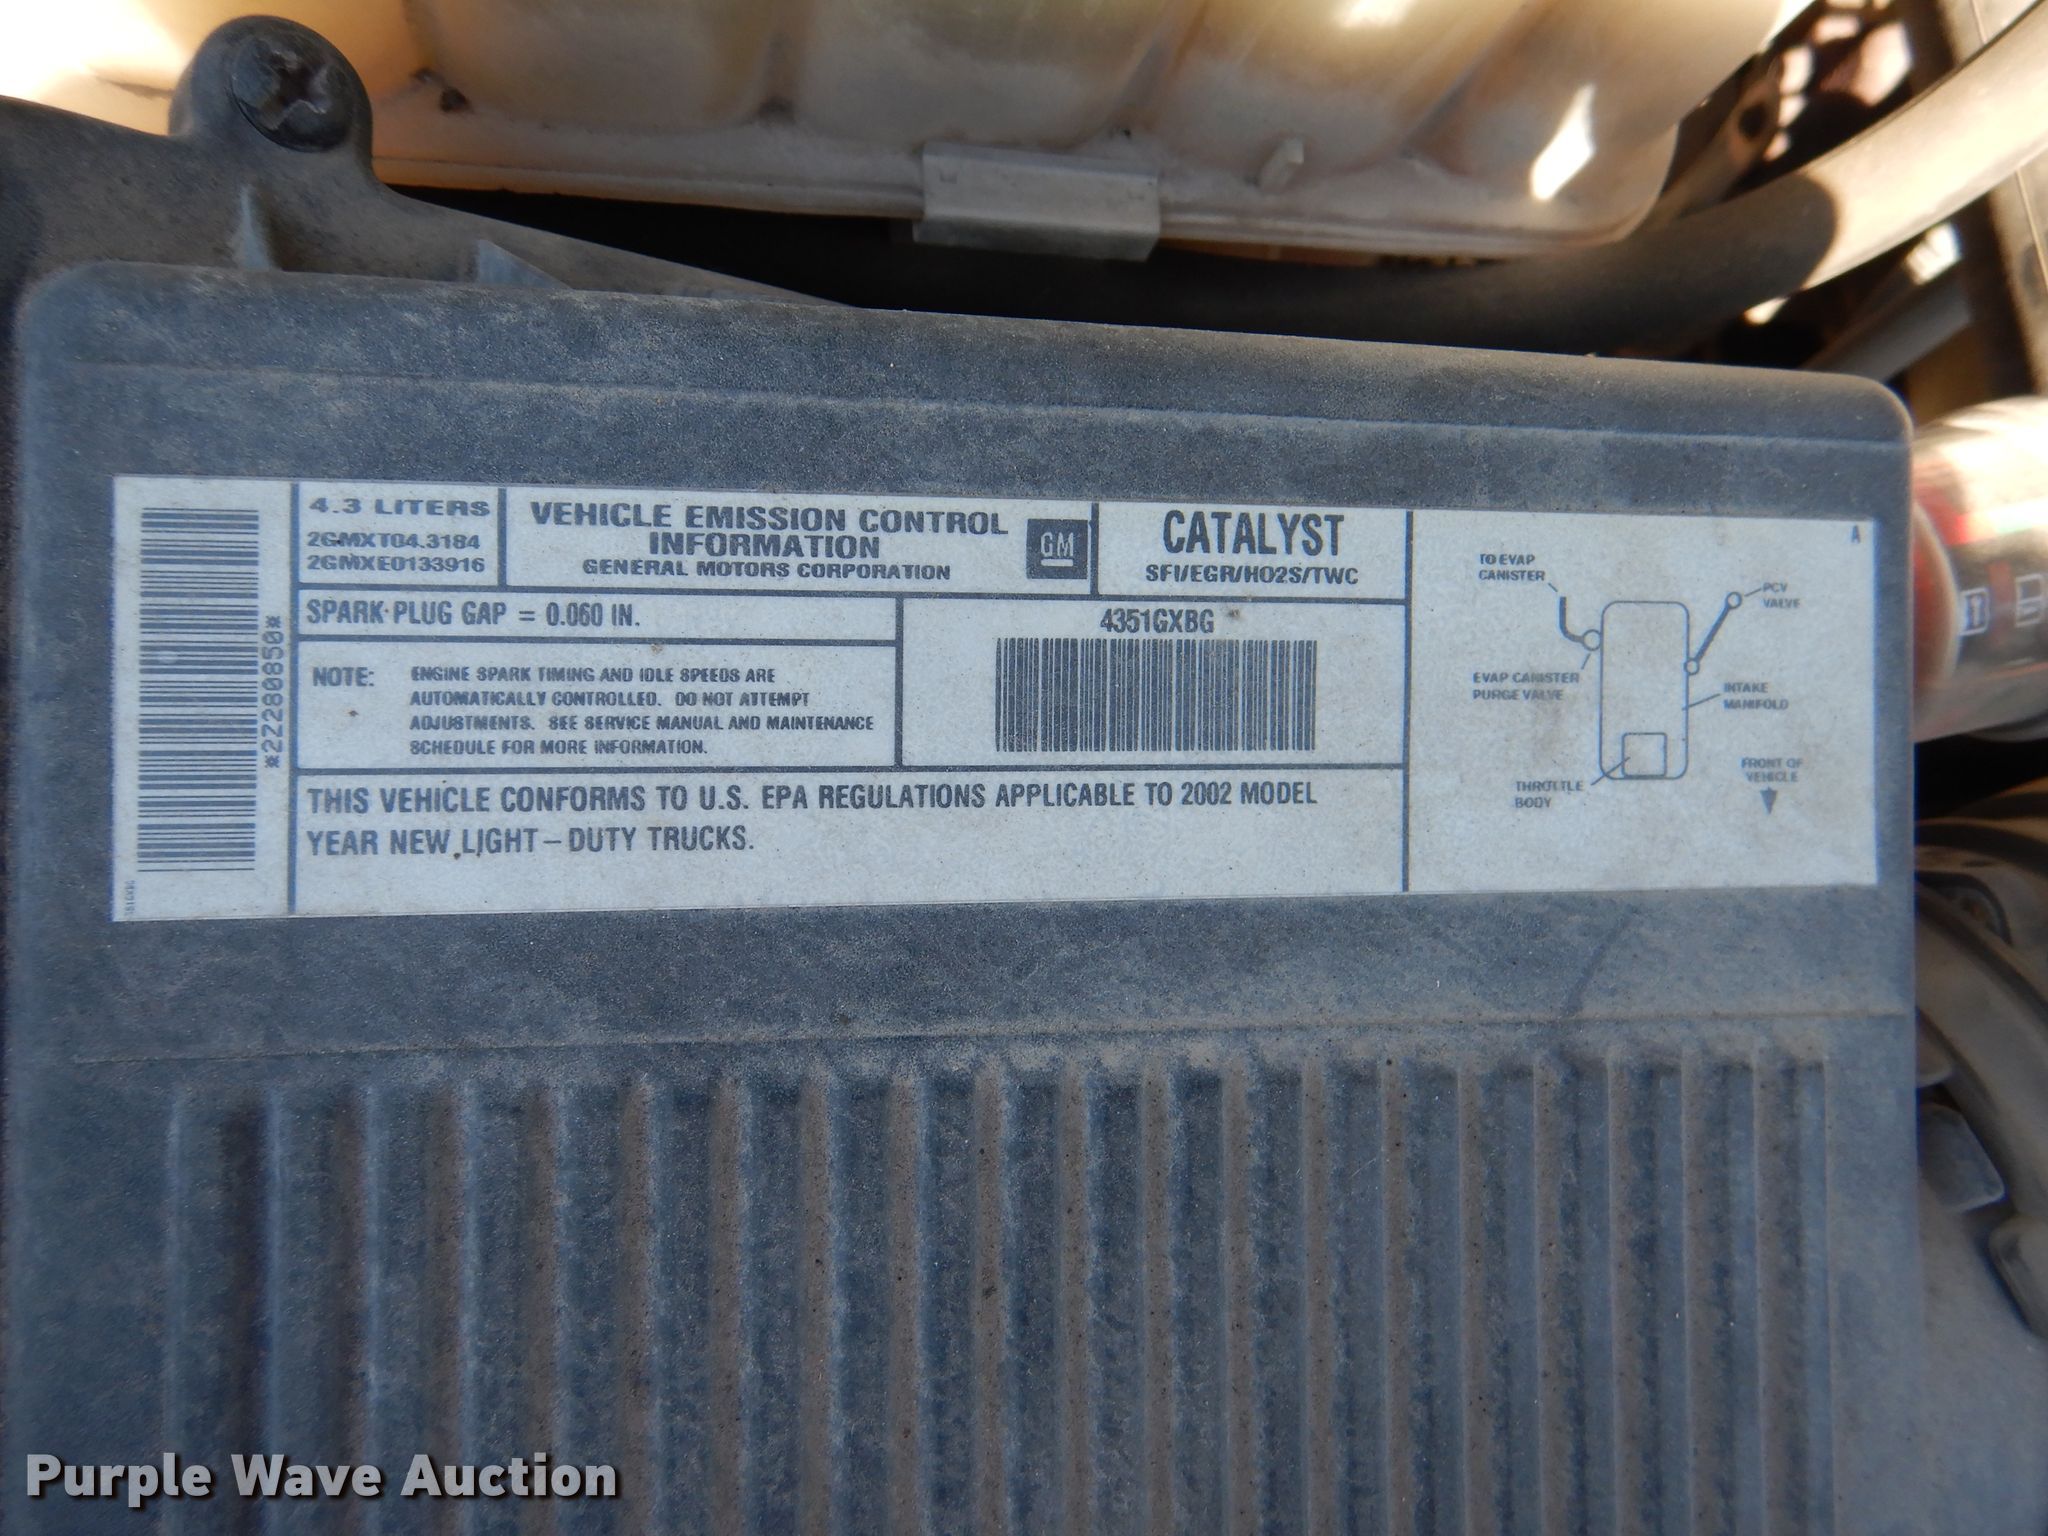 4.3 LITERS
2GMXT04.3184
2GMXE0133916
VEHICLE EMISSION CONTROL
INFORMATION
GENERAL MOTORS CORPORATION
GM
CATALYST
SFI/EGR/HO2S/TWC
A
SPARK PLUG GAP = 0.060 IN.
4351GXBG
NOTE: ENGINE SPARK TIMING AND IDLE SPEEDS ARE
AUTOMATICALLY CONTROLLED. DO NOT ATTEMPT
ADJUSTMENTS. SEE SERVICE MANUAL AND MAINTENANCE
SCHEDULE FOR MORE INFORMATION.
THIS VEHICLE CONFORMS TO U.S. EPA REGULATIONS APPLICABLE TO 2002 MODEL
YEAR NEW LIGHT-DUTY TRUCKS.
*22280850*
TO EVAP
CANISTER
PCV
VALVE
EVAP CANISTER
PURGE VALVE
INTAKE
MANIFOLD
THROTTLE
BODY
FRONT OF
VEHICLE
Purple Wave Auction